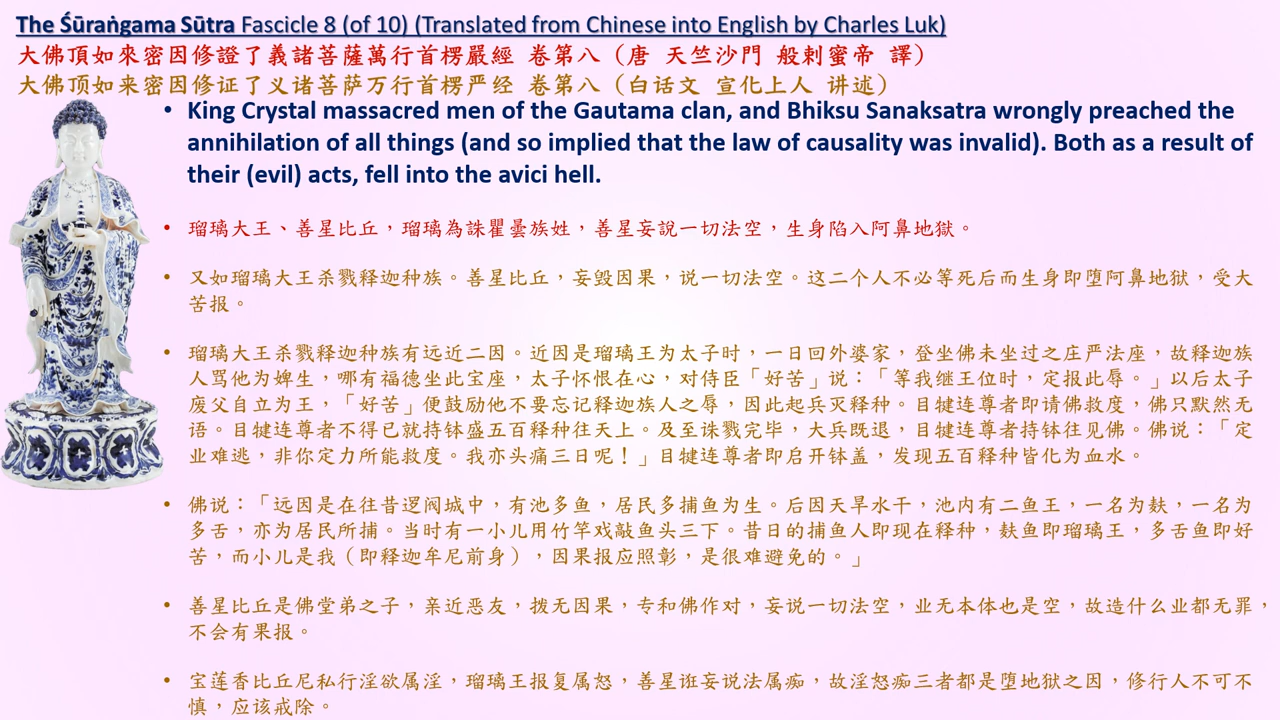 The Śūraṅgama Sūtra Fascicle 8 (of 10) (Translated from Chinese into English by Charles Luk)
大佛頂如來密因修證了義諸菩薩萬行首楞嚴經 卷第八（唐 天竺沙門 般剌蜜帝 譯）
大佛顶如来密因修证了义诸菩萨万行首楞严经 卷第八（白话文 宣化上人 讲述）
• King Crystal massacred men of the Gautama clan, and Bhiksu Sanaksatra wrongly preached the
annihilation of all things (and so implied that the law of causality was invalid). Both as a result of
their (evil) acts, fell into the avici hell.
• 瑠璃大王、善星比丘，瑠璃為誅瞿曇族姓，善星妄說一切法空，生身陷入阿鼻地獄。
• 又如瑠璃大王杀戮释迦种族。善星比丘，妄毁因果，说一切法空。这二个人不必等死后而生身即堕阿鼻地狱，受大
苦报。
• 瑠璃大王杀戮释迦种族有远近二因。近因是瑠璃王为太子时，一日回外婆家，登坐佛未坐过之庄严法座，故释迦族
人骂他为婢生，哪有福德坐此宝座，太子怀恨在心，对侍臣「好苦」说：「等我继王位时，定报此辱。」以后太子
废父自立为王，「好苦」便鼓励他不要忘记释迦族人之辱，因此起兵灭释种。目犍连尊者即请佛救度，佛只默然无
语。目犍连尊者不得已就持钵盛五百释种往天上。及至诛戮完毕，大兵既退，目犍连尊者持钵往见佛。佛说：「定
业难逃，非你定力所能救度。我亦头痛三日呢！」目犍连尊者即启开钵盖，发现五百释种皆化为血水。
• 佛说：「远因是在往昔逻阅城中，有池多鱼，居民多捕鱼为生。后因天旱水干，池内有二鱼王，一名为麸，一名为
多舌，亦为居民所捕。当时有一小儿用竹竿戏敲鱼头三下。昔日的捕鱼人即现在释种，麸鱼即瑠璃王，多舌鱼即好
苦，而小儿是我（即释迦牟尼前身），因果报应照彰，是很难避免的。」
• 善星比丘是佛堂弟之子，亲近恶友，拨无因果，专和佛作对，妄说一切法空，业无本体也是空，故造什么业都无罪，
不会有果报。
• 宝莲香比丘尼私行淫欲属淫，瑠璃王报复属怒，善星诳妄说法属痴，故淫怒痴三者都是堕地狱之因，修行人不可不
慎，应该戒除。